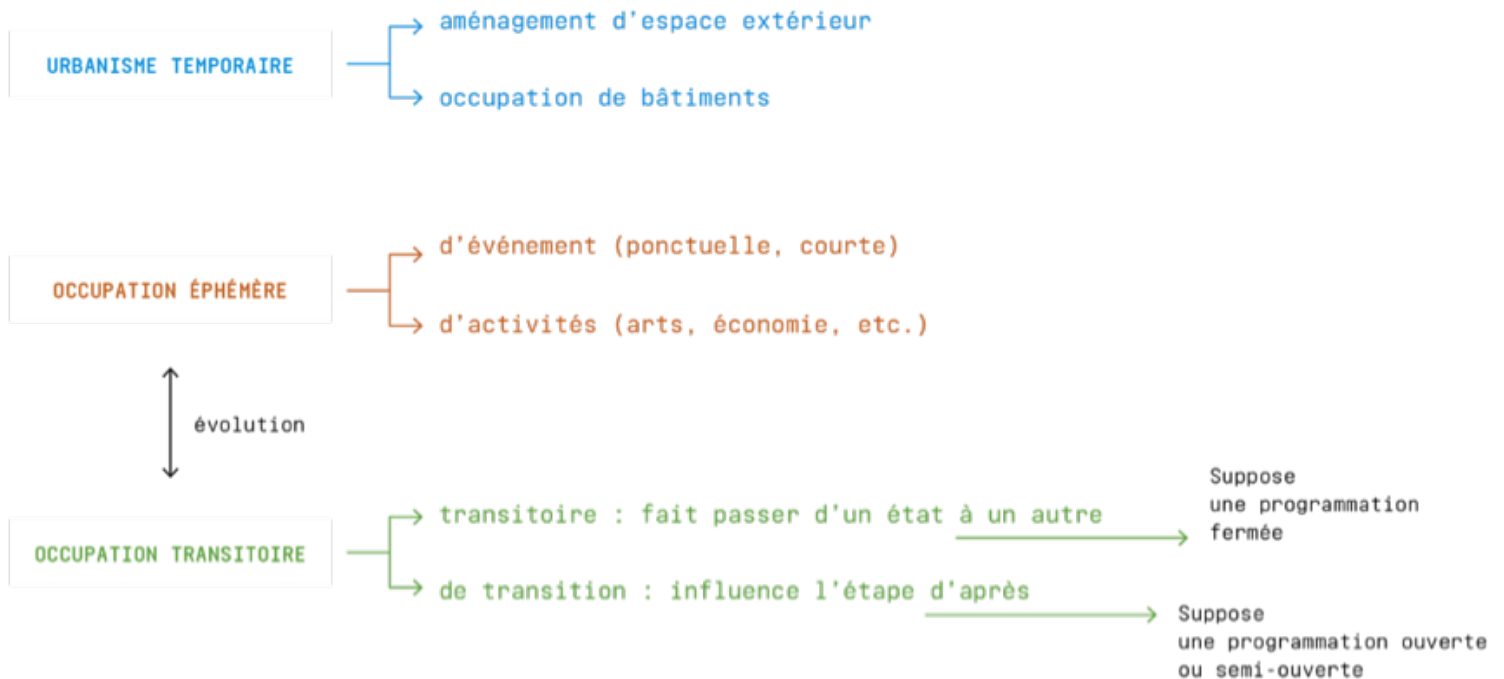 URBANISME TEMPORAIRE
aménagement d'espace extérieur
occupation de bâtiments
OCCUPATION ÉPHÉMÈRE
d'événement (ponctuelle, courte)
d'activités (arts, économie, etc.)
évolution
OCCUPATION TRANSITOIRE
transitoire : fait passer d'un état à un autre
Suppose
une programmation
fermée
de transition : influence l'étape d'après
Suppose
une programmation ouverte
ou semi-ouverte